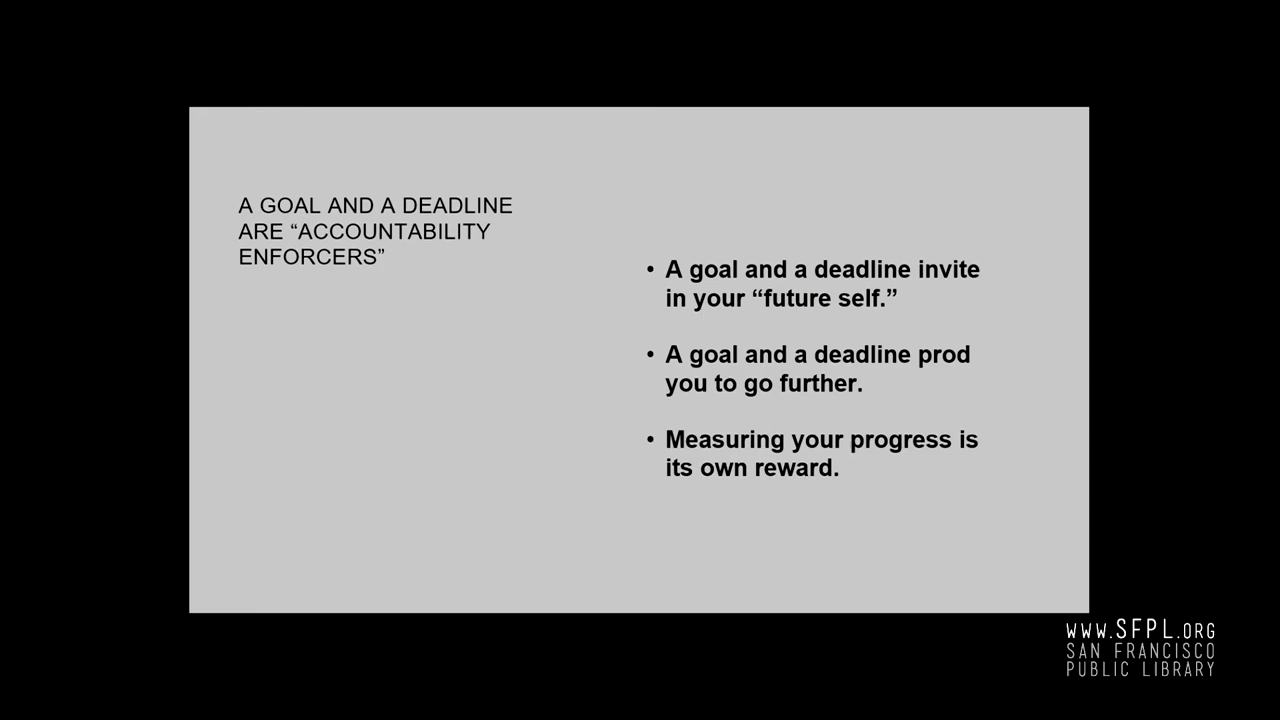 A GOAL AND A DEADLINE
ARE “ACCOUNTABILITY
ENFORCERS”
• A goal and a deadline invite
in your “future self.”
• A goal and a deadline prod
you to go further.
• Measuring your progress is
its own reward.
WWW.SFPL.ORG
SAN FRANCISCO
PUBLIC LIBRARY